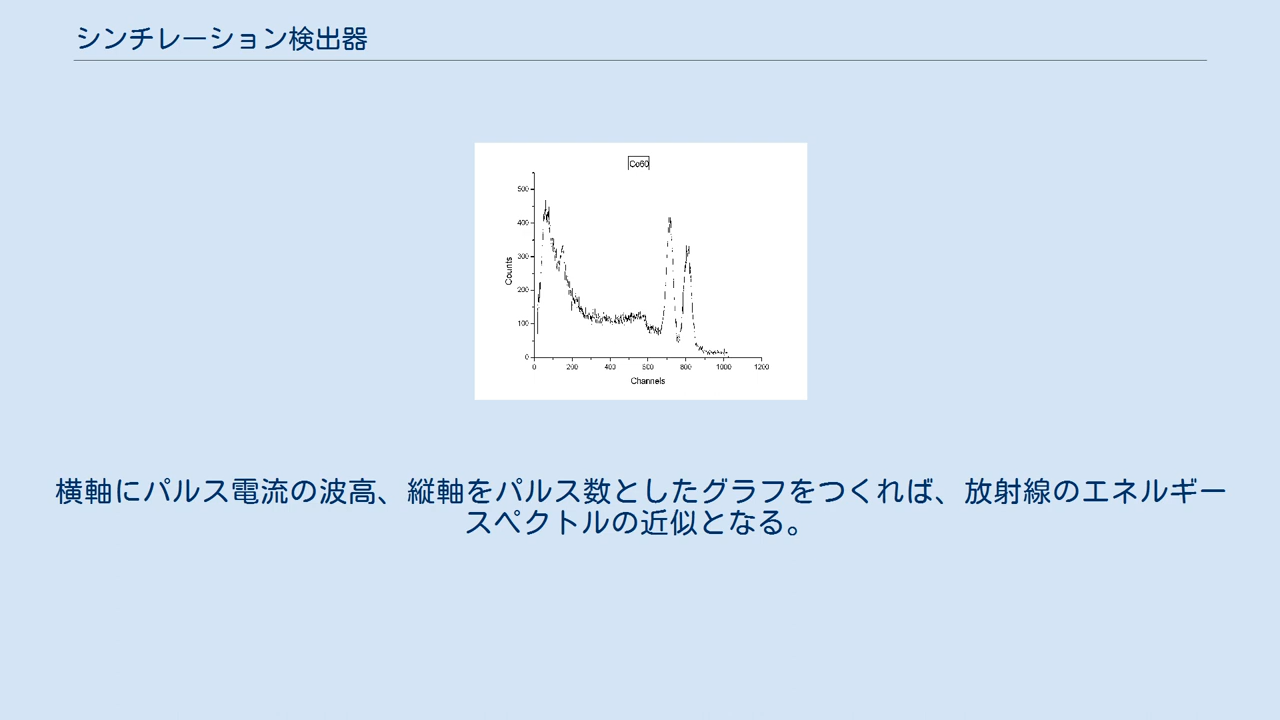 シンチレーション検出器
Co60
500
400
300
200
100
0
Counts
0 200 400 600 800 1000 1200
Channels
横軸にパルス電流の波高、縦軸をパルス数としたグラフをつくれば、放射線のエネルギー
スペクトルの近似となる。